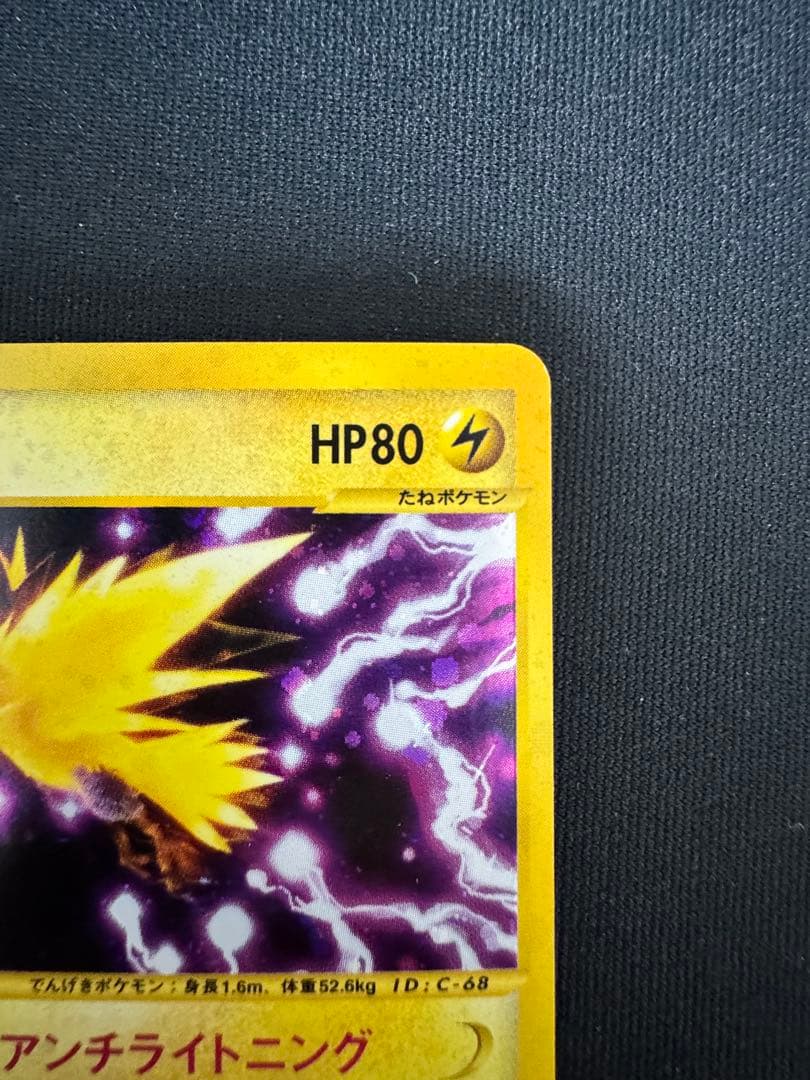 HP80
たねポケモン
でんげきポケモン：身長1.6m、体重52.6kg ID：C-68
アンチライトニング